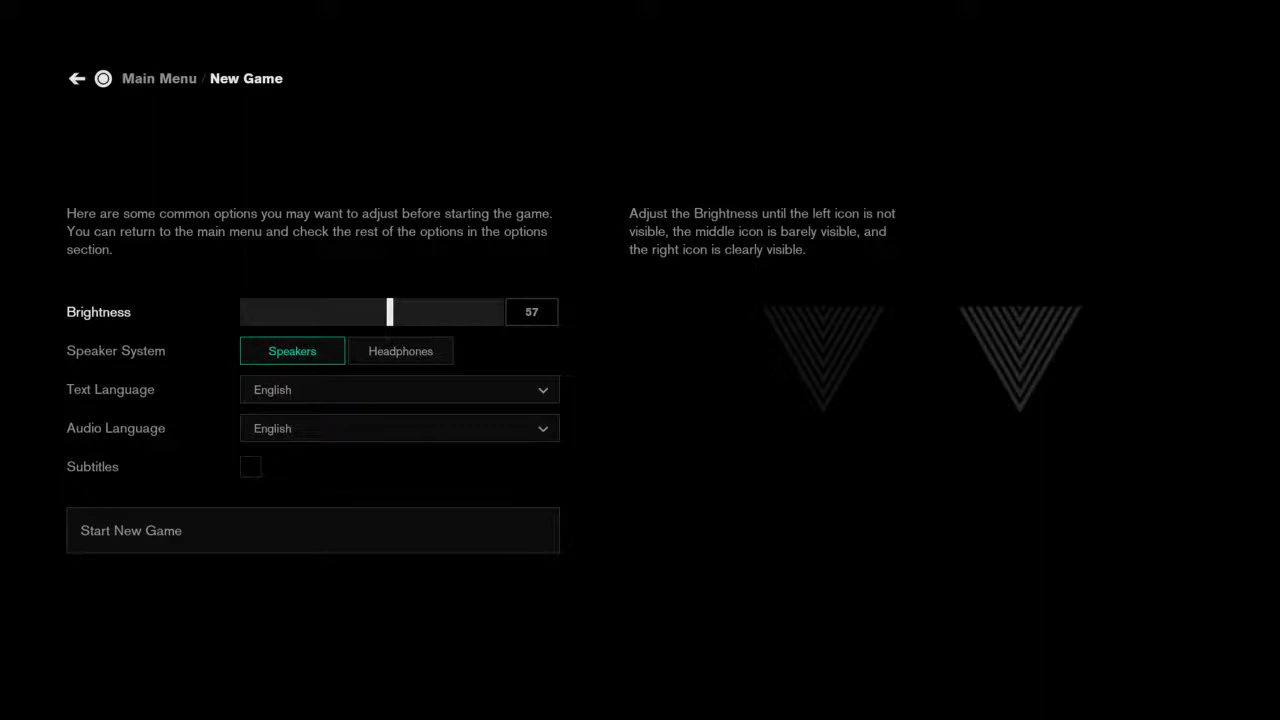 Main Menu / New Game
Here are some common options you may want to adjust before starting the game.
You can return to the main menu and check the rest of the options in the options
section.
Adjust the Brightness until the left icon is not
visible, the middle icon is barely visible, and
the right icon is clearly visible.
Brightness 57
Speaker System Speakers Headphones
Text Language English
Audio Language English
Subtitles
Start New Game